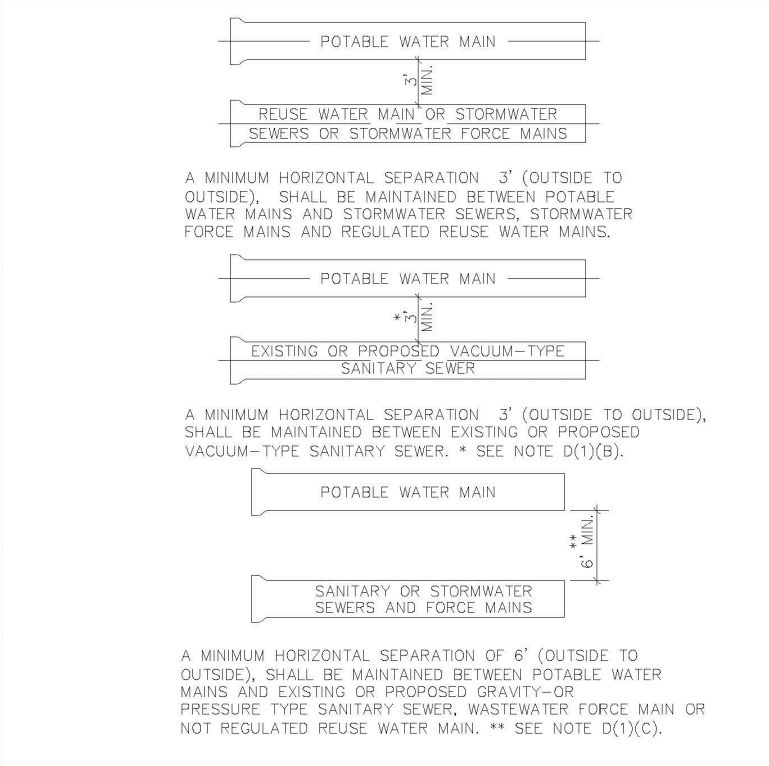 POTABLE WATER MAIN
3' MIN.
REUSE WATER MAIN OR STORMWATER
SEWERS OR STORMWATER FORCE MAINS
A MINIMUM HORIZONTAL SEPARATION 3' (OUTSIDE TO
OUTSIDE), SHALL BE MAINTAINED BETWEEN POTABLE
WATER MAINS AND STORMWATER SEWERS, STORMWATER
FORCE MAINS AND REGULATED REUSE WATER MAINS.
POTABLE WATER MAIN
* 3' MIN.
EXISTING OR PROPOSED VACUUM-TYPE
SANITARY SEWER
A MINIMUM HORIZONTAL SEPARATION 3' (OUTSIDE TO OUTSIDE),
SHALL BE MAINTAINED BETWEEN EXISTING OR PROPOSED
VACUUM-TYPE SANITARY SEWER. * SEE NOTE D(1)(B).
POTABLE WATER MAIN
**
6' MIN.
SANITARY OR STORMWATER
SEWERS AND FORCE MAINS
A MINIMUM HORIZONTAL SEPARATION OF 6' (OUTSIDE TO
OUTSIDE), SHALL BE MAINTAINED BETWEEN POTABLE WATER
MAINS AND EXISTING OR PROPOSED GRAVITY-OR
PRESSURE TYPE SANITARY SEWER, WASTEWATER FORCE MAIN OR
NOT REGULATED REUSE WATER MAIN. ** SEE NOTE D(1)(C).